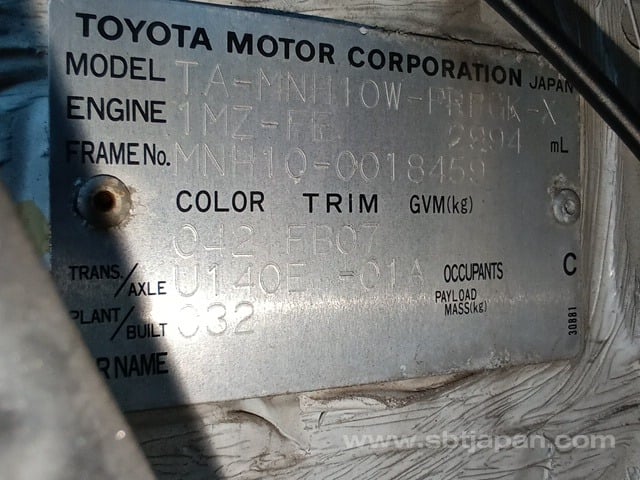 TOYOTA MOTOR CORPORATION JAPAN
MODEL TA-MNH10W-PRPGK-X
ENGINE 1MZ-FE 2994 mL
FRAME No. MNH10-0018459
COLOR TRIM GVM(kg)
042 FB07
TRANS./AXLE U140E -01A OCCUPANTS C
PAYLOAD MASS(kg)
PLANT/BUILT 032
30881
R NAME
www.sbtjapan.com